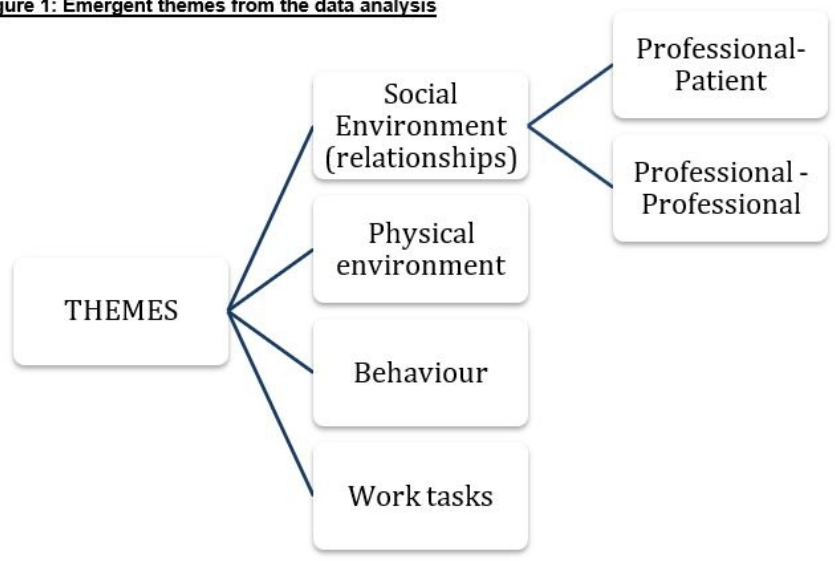 gure 1: Emergent themes from the data analysis
Professional-
Patient
Social
Environment
(relationships)
Professional -
Professional
Physical
environment
THEMES
Behaviour
Work tasks